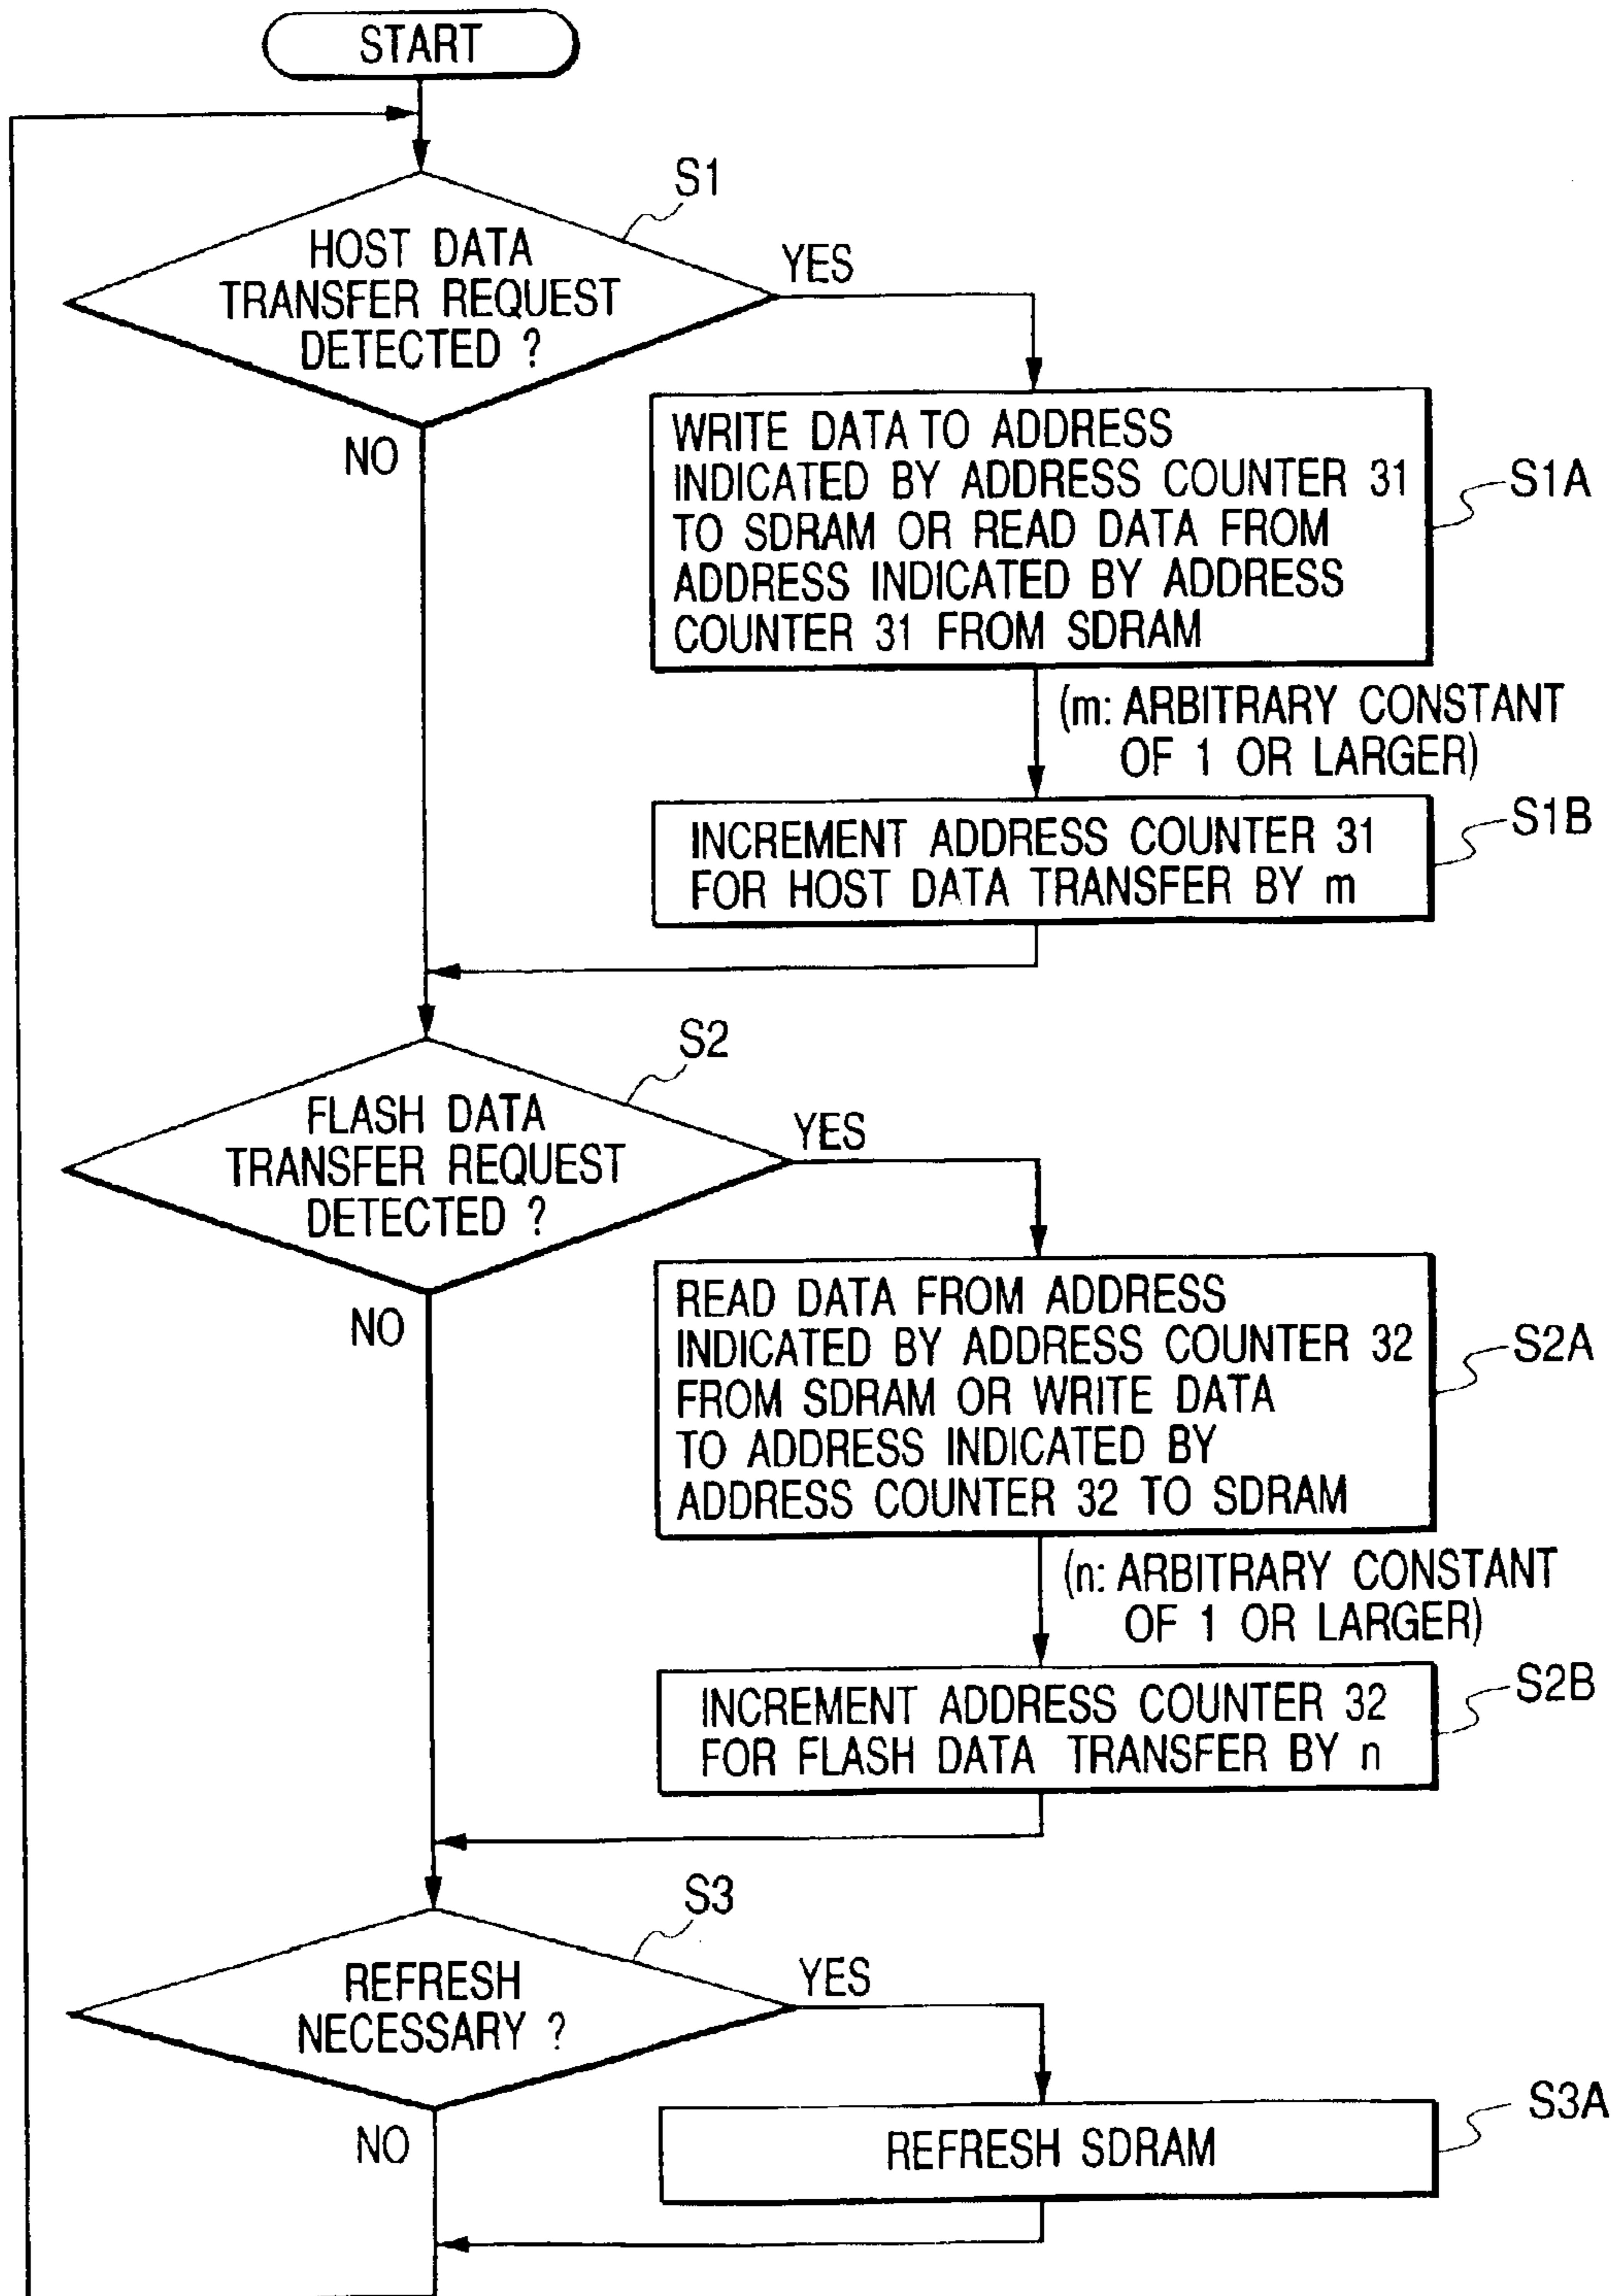 START
S1
HOST DATA
TRANSFER REQUEST
DETECTED ?
YES
NO
WRITE DATA TO ADDRESS
INDICATED BY ADDRESS COUNTER 31
TO SDRAM OR READ DATA FROM
ADDRESS INDICATED BY ADDRESS
COUNTER 31 FROM SDRAM
S1A
(m: ARBITRARY CONSTANT
OF 1 OR LARGER)
INCREMENT ADDRESS COUNTER 31
FOR HOST DATA TRANSFER BY m
S1B
S2
FLASH DATA
TRANSFER REQUEST
DETECTED ?
YES
NO
READ DATA FROM ADDRESS
INDICATED BY ADDRESS COUNTER 32
FROM SDRAM OR WRITE DATA
TO ADDRESS INDICATED BY
ADDRESS COUNTER 32 TO SDRAM
S2A
(n: ARBITRARY CONSTANT
OF 1 OR LARGER)
INCREMENT ADDRESS COUNTER 32
FOR FLASH DATA TRANSFER BY n
S2B
S3
REFRESH
NECESSARY ?
YES
NO
REFRESH SDRAM
S3A